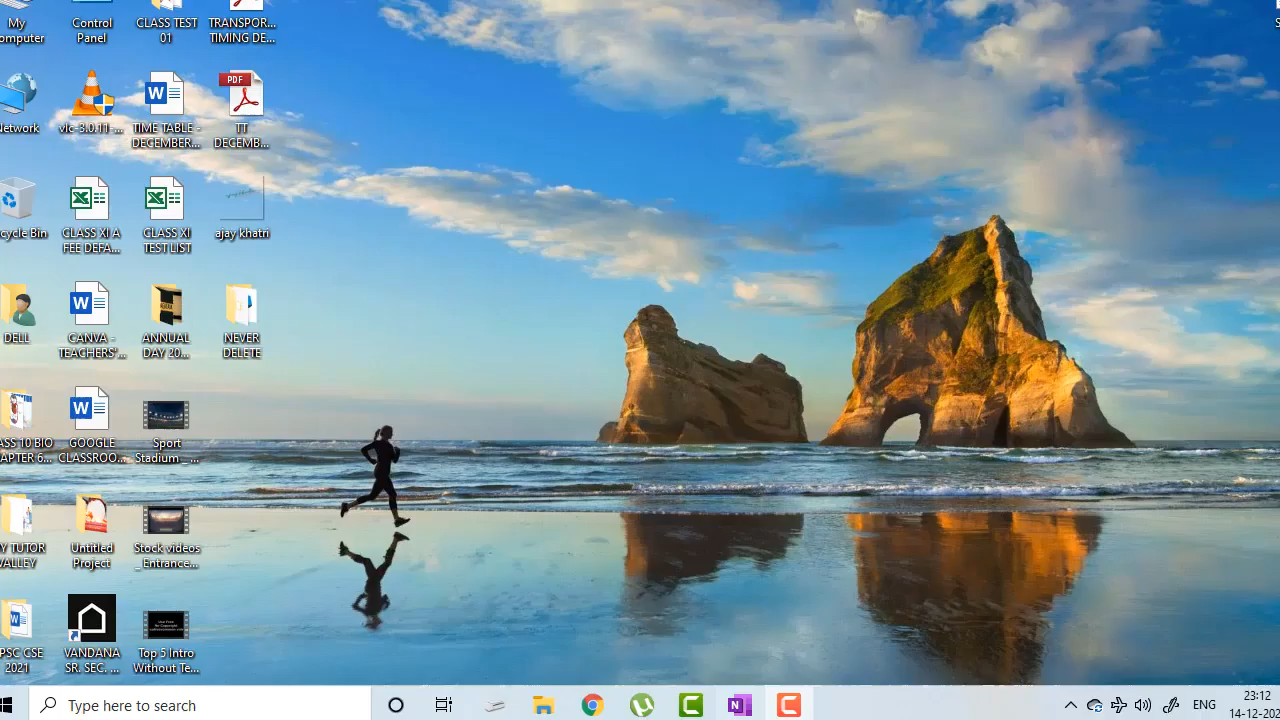 My
Computer
Control
Panel
CLASS TEST
01
TRANSPOR...
TIMING DE...
Network
vlc-3.0.11-...
TIME TABLE -
DECEMBER...
PDF
TT
DECEMB...
cycle Bin
CLASS XI A
FEE DEFA...
CLASS XI
TEST LIST
ajay khatri
DELL
CANVA -
TEACHERS'...
ANNUAL
DAY 20...
NEVER
DELETE
ASS 10 BIO
APTER 6...
GOOGLE
CLASSROO...
Sport
Stadium _...
Y TUTOR
VALLEY
Untitled
Project
Stock videos
_ Entrance...
PSC CSE
2021
VANDANA
SR. SEC. ...
Top 5 Intro
Without Te...
Type here to search
ENG
23:12
14-12-202